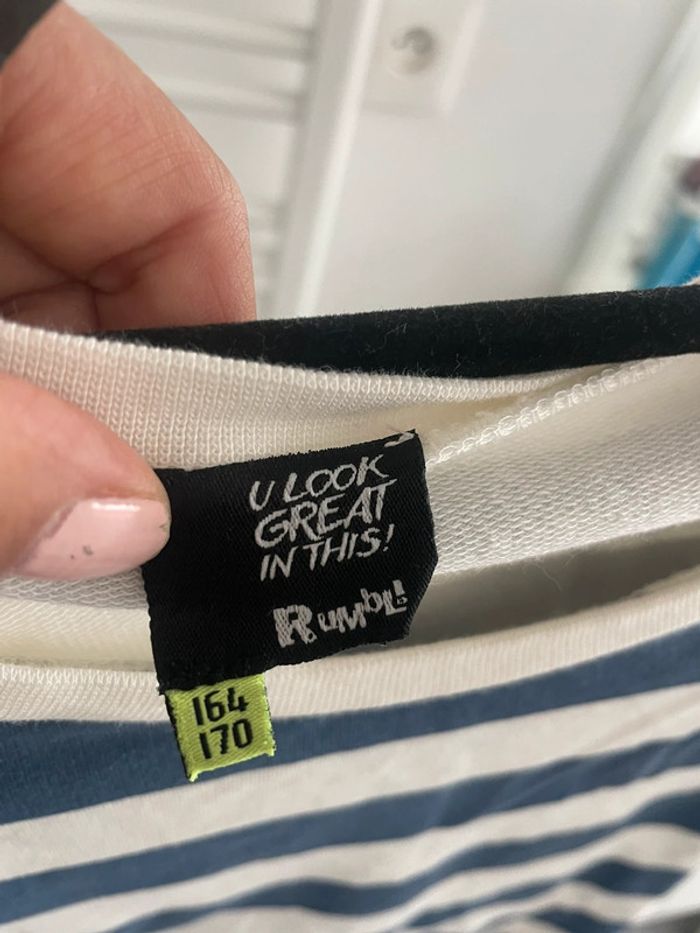 U LOOK
GREAT
IN THIS!
RUMBL!
164
170